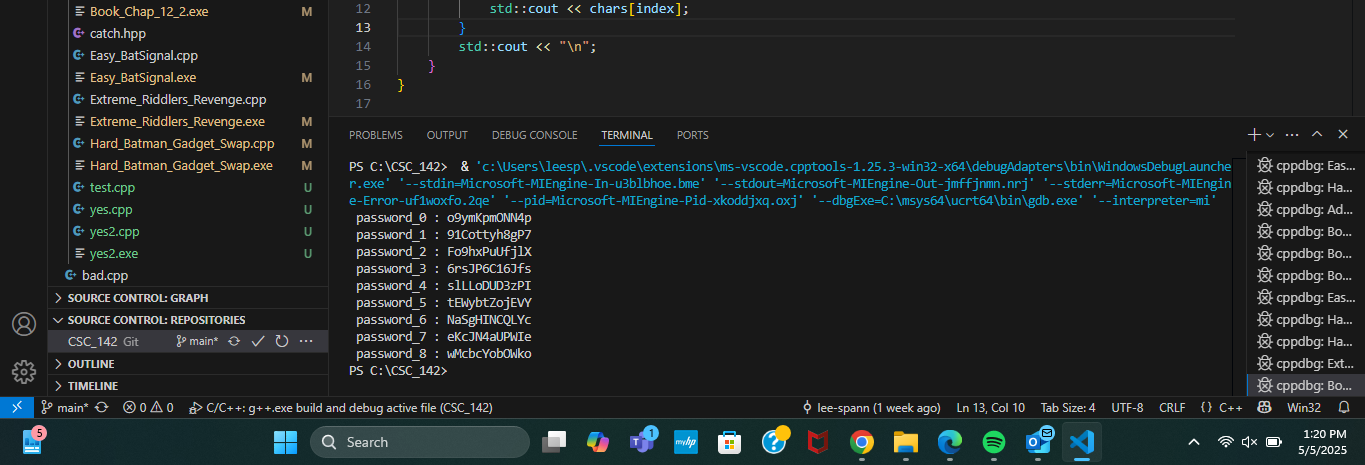 Book_Chap_12_2.exe M
catch.hpp
Easy_BatSignal.cpp
Easy_BatSignal.exe M
Extreme_Riddlers_Revenge.cpp
Extreme_Riddlers_Revenge.exe M
Hard_Batman_Gadget_Swap.cpp M
Hard_Batman_Gadget_Swap.exe M
test.cpp U
yes.cpp U
yes2.cpp U
yes2.exe U
bad.cpp
SOURCE CONTROL: GRAPH
SOURCE CONTROL: REPOSITORIES
CSC_142 Git main*
OUTLINE
TIMELINE
12 std::cout << chars[index];
13 }
14 std::cout << "\n";
15 }
16 }
17
PROBLEMS OUTPUT DEBUG CONSOLE TERMINAL PORTS
PS C:\CSC_142> & 'c:\Users\leesp\.vscode\extensions\ms-vscode.cpptools-1.25.3-win32-x64\debugAdapters\bin\WindowsDebugLaunche
r.exe' '--stdin=Microsoft-MIEngine-In-u3blbhoe.bme' '--stdout=Microsoft-MIEngine-Out-jmffjnmn.nrj' '--stderr=Microsoft-MIEngin
e-Error-uf1woxfo.2qe' '--pid=Microsoft-MIEngine-Pid-xkoddjxq.oxj' '--dbgExe=C:\msys64\ucrt64\bin\gdb.exe' '--interpreter=mi'
password_0 : o9ymKpmONN4p
password_1 : 91Cottyh8gP7
password_2 : Fo9hxPuUfjlX
password_3 : 6rsJP6C16Jfs
password_4 : slLLoDUD3zPI
password_5 : tEWybtZojEVY
password_6 : NaSgHINCQLYc
password_7 : eKcJN4aUPWIe
password_8 : wMcbcYobOWko
PS C:\CSC_142>
cppdbg: Eas...
cppdbg: Ha...
cppdbg: Ad...
cppdbg: Bo...
cppdbg: Bo...
cppdbg: Bo...
cppdbg: Eas...
cppdbg: Ha...
cppdbg: Ha...
cppdbg: Ext...
cppdbg: Bo...
main* 0 0 C/C++: g++.exe build and debug active file (CSC_142) lee-spann (1 week ago) Ln 13, Col 10 Tab Size: 4 UTF-8 CRLF {} C++ Win32
5 Search 1 myhp 1:20 PM
5/5/2025